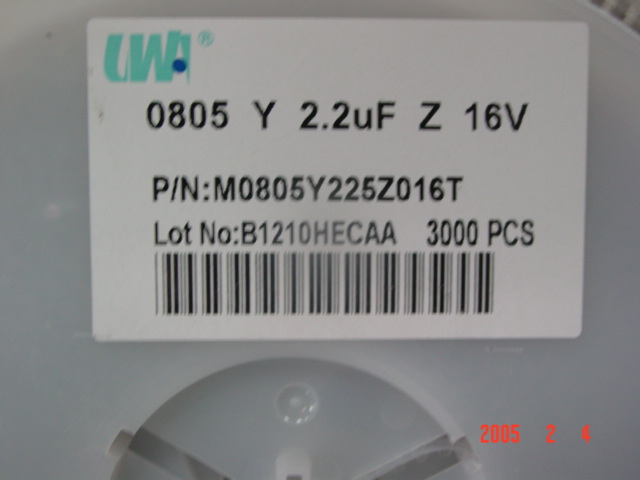 UWA®
0805 Y 2.2uF Z 16V
P/N:M0805Y225Z016T
Lot No:B1210HECAA 3000 PCS
2005 2 4